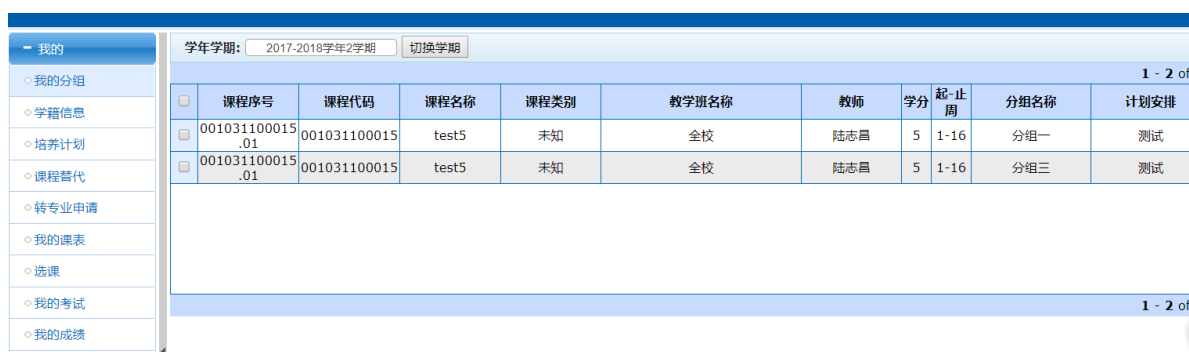 我的
我的分组
学籍信息
培养计划
课程替代
转专业申请
我的课表
选课
我的考试
我的成绩
学年学期: 2017-2018学年2学期 切换学期
1 - 2 of
课程序号 课程代码 课程名称 课程类别 教学班名称 教师 学分 起-止周 分组名称 计划安排
001031100015.01 001031100015 test5 未知 全校 陆志昌 5 1-16 分组一 测试
001031100015.01 001031100015 test5 未知 全校 陆志昌 5 1-16 分组三 测试
1 - 2 of